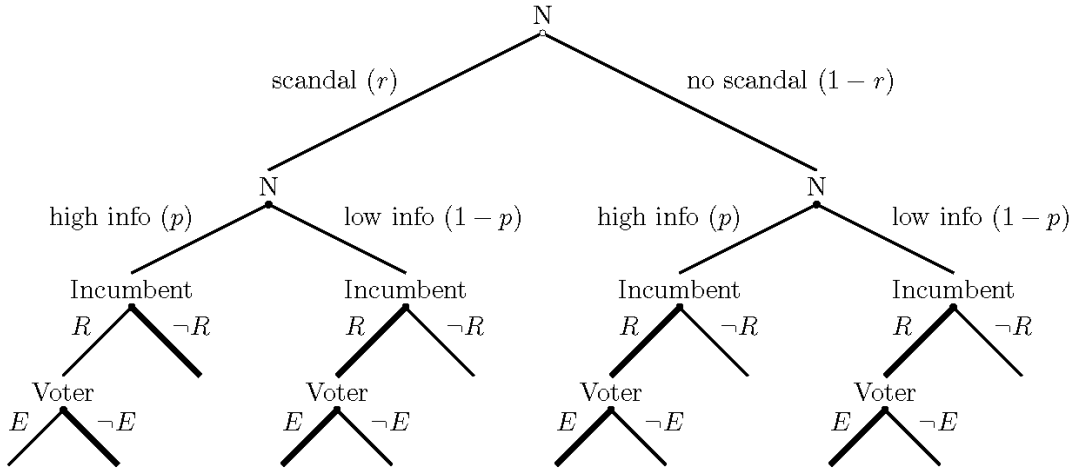 N
scandal (r) no scandal (1 − r)
N N
high info (p) low info (1 − p) high info (p) low info (1 − p)
Incumbent Incumbent Incumbent Incumbent
R ¬R R ¬R R ¬R R ¬R
Voter Voter Voter Voter
E ¬E E ¬E E ¬E E ¬E